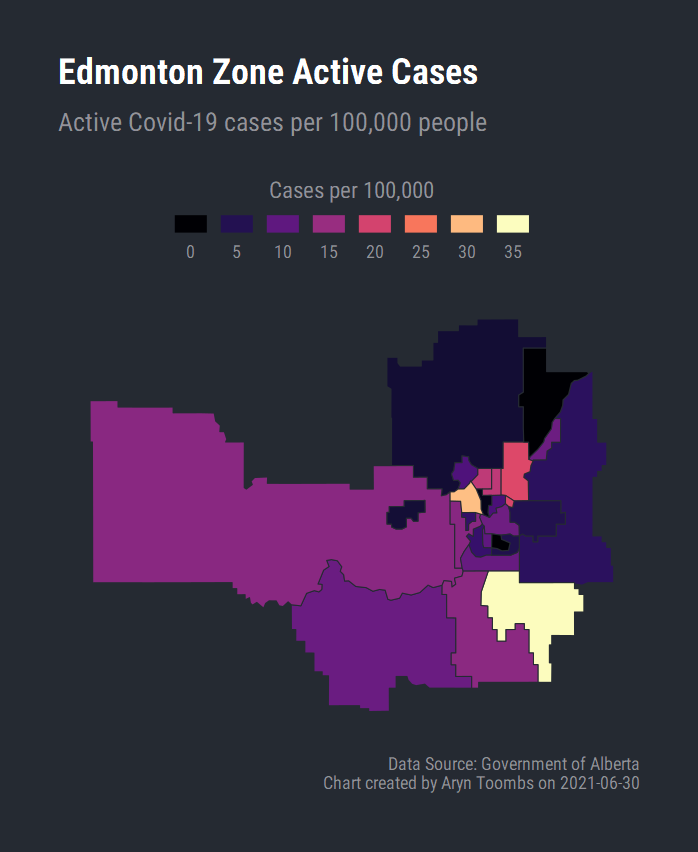 Edmonton Zone Active Cases
Active Covid-19 cases per 100,000 people
Cases per 100,000
0 5 10 15 20 25 30 35
Data Source: Government of Alberta
Chart created by Aryn Toombs on 2021-06-30